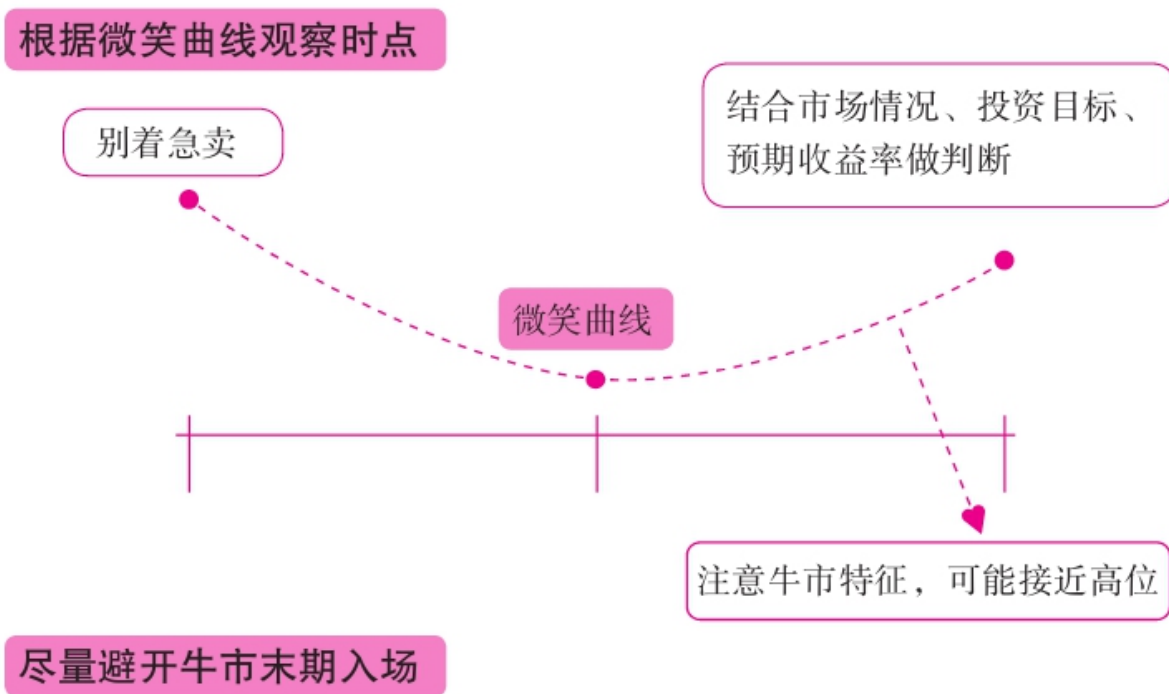 根据微笑曲线观察时点
别着急卖
结合市场情况、投资目标、
预期收益率做判断
微笑曲线
注意牛市特征，可能接近高位
尽量避开牛市末期入场